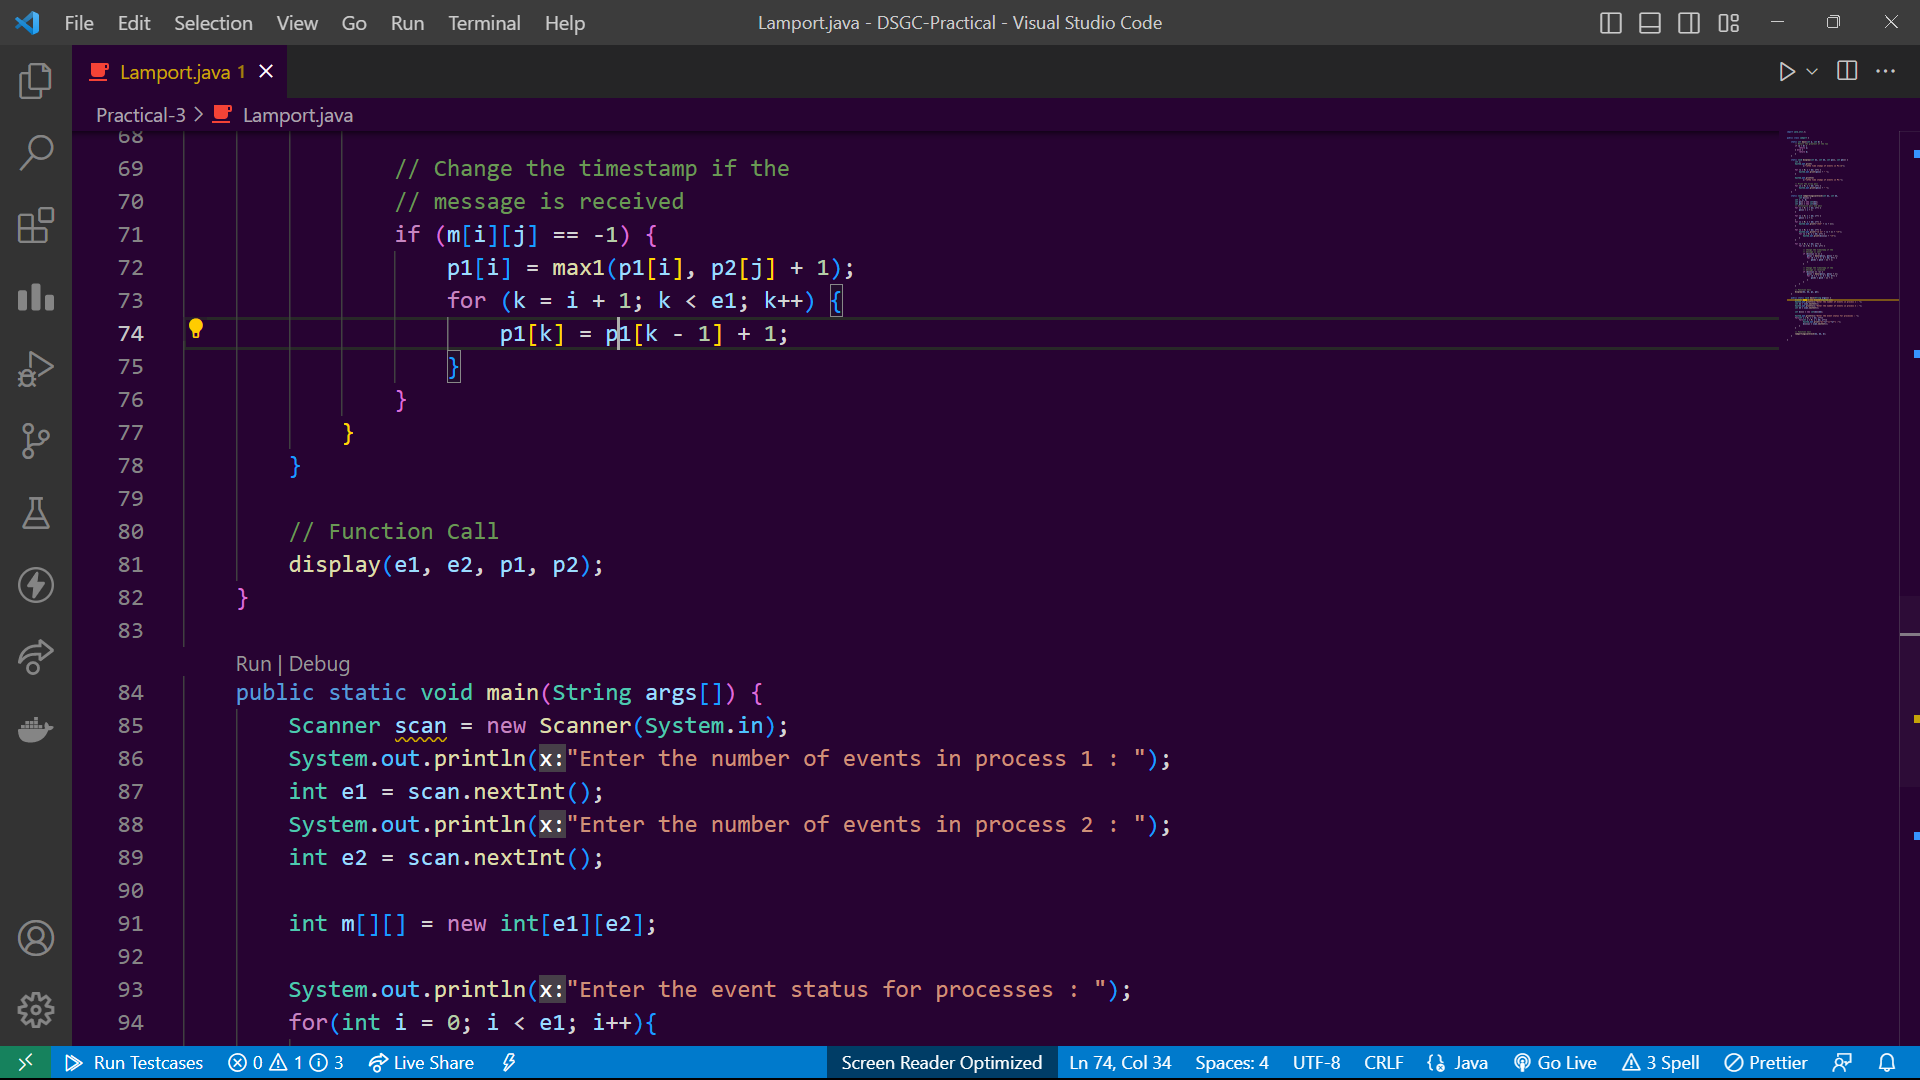 File Edit Selection View Go Run Terminal Help
Lamport.java - DSGC-Practical - Visual Studio Code
Lamport.java 1
Practical-3 > Lamport.java
68
69 // Change the timestamp if the
70 // message is received
71 if (m[i][j] == -1) {
72 p1[i] = max1(p1[i], p2[j] + 1);
73 for (k = i + 1; k < e1; k++) {
74 p1[k] = p1[k - 1] + 1;
75 }
76 }
77 }
78 }
79
80 // Function Call
81 display(e1, e2, p1, p2);
82 }
83
Run | Debug
84 public static void main(String args[]) {
85 Scanner scan = new Scanner(System.in);
86 System.out.println(x:"Enter the number of events in process 1 : ");
87 int e1 = scan.nextInt();
88 System.out.println(x:"Enter the number of events in process 2 : ");
89 int e2 = scan.nextInt();
90
91 int m[][] = new int[e1][e2];
92
93 System.out.println(x:"Enter the event status for processes : ");
94 for(int i = 0; i < e1; i++){
Run Testcases 0 1 3 Live Share Screen Reader Optimized Ln 74, Col 34 Spaces: 4 UTF-8 CRLF Java Go Live 3 Spell Prettier